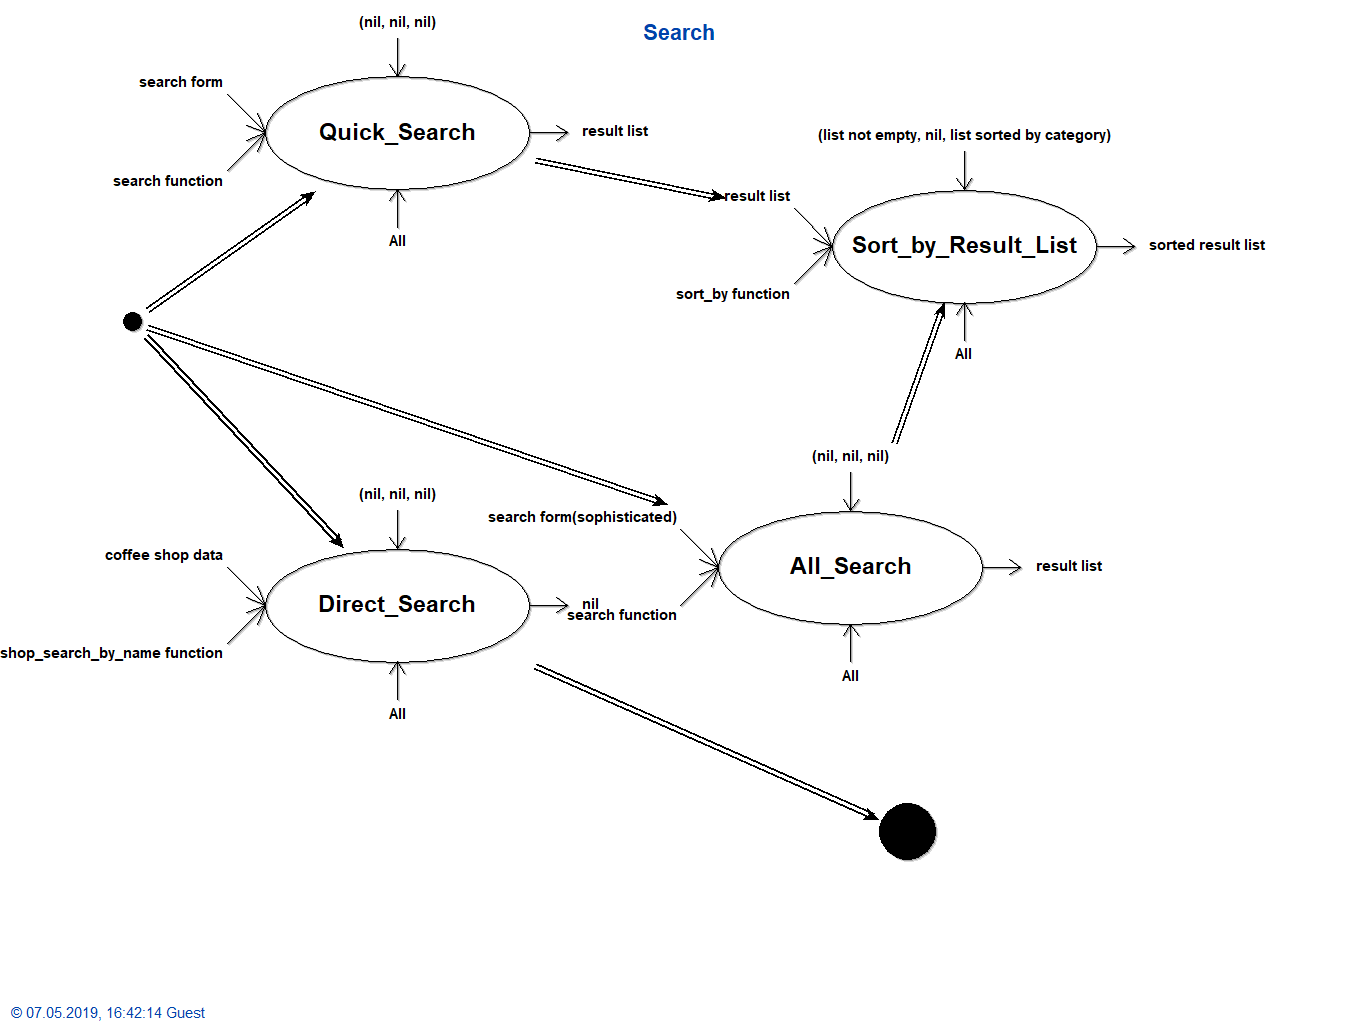 (nil, nil, nil)
Search
search form
Quick_Search
result list
(list not empty, nil, list sorted by category)
search function
result list
All
Sort_by_Result_List
sorted result list
sort_by function
All
(nil, nil, nil)
(nil, nil, nil)
search form(sophisticated)
coffee shop data
All_Search
result list
Direct_Search
nil
search function
shop_search_by_name function
All
All
© 07.05.2019, 16:42:14 Guest